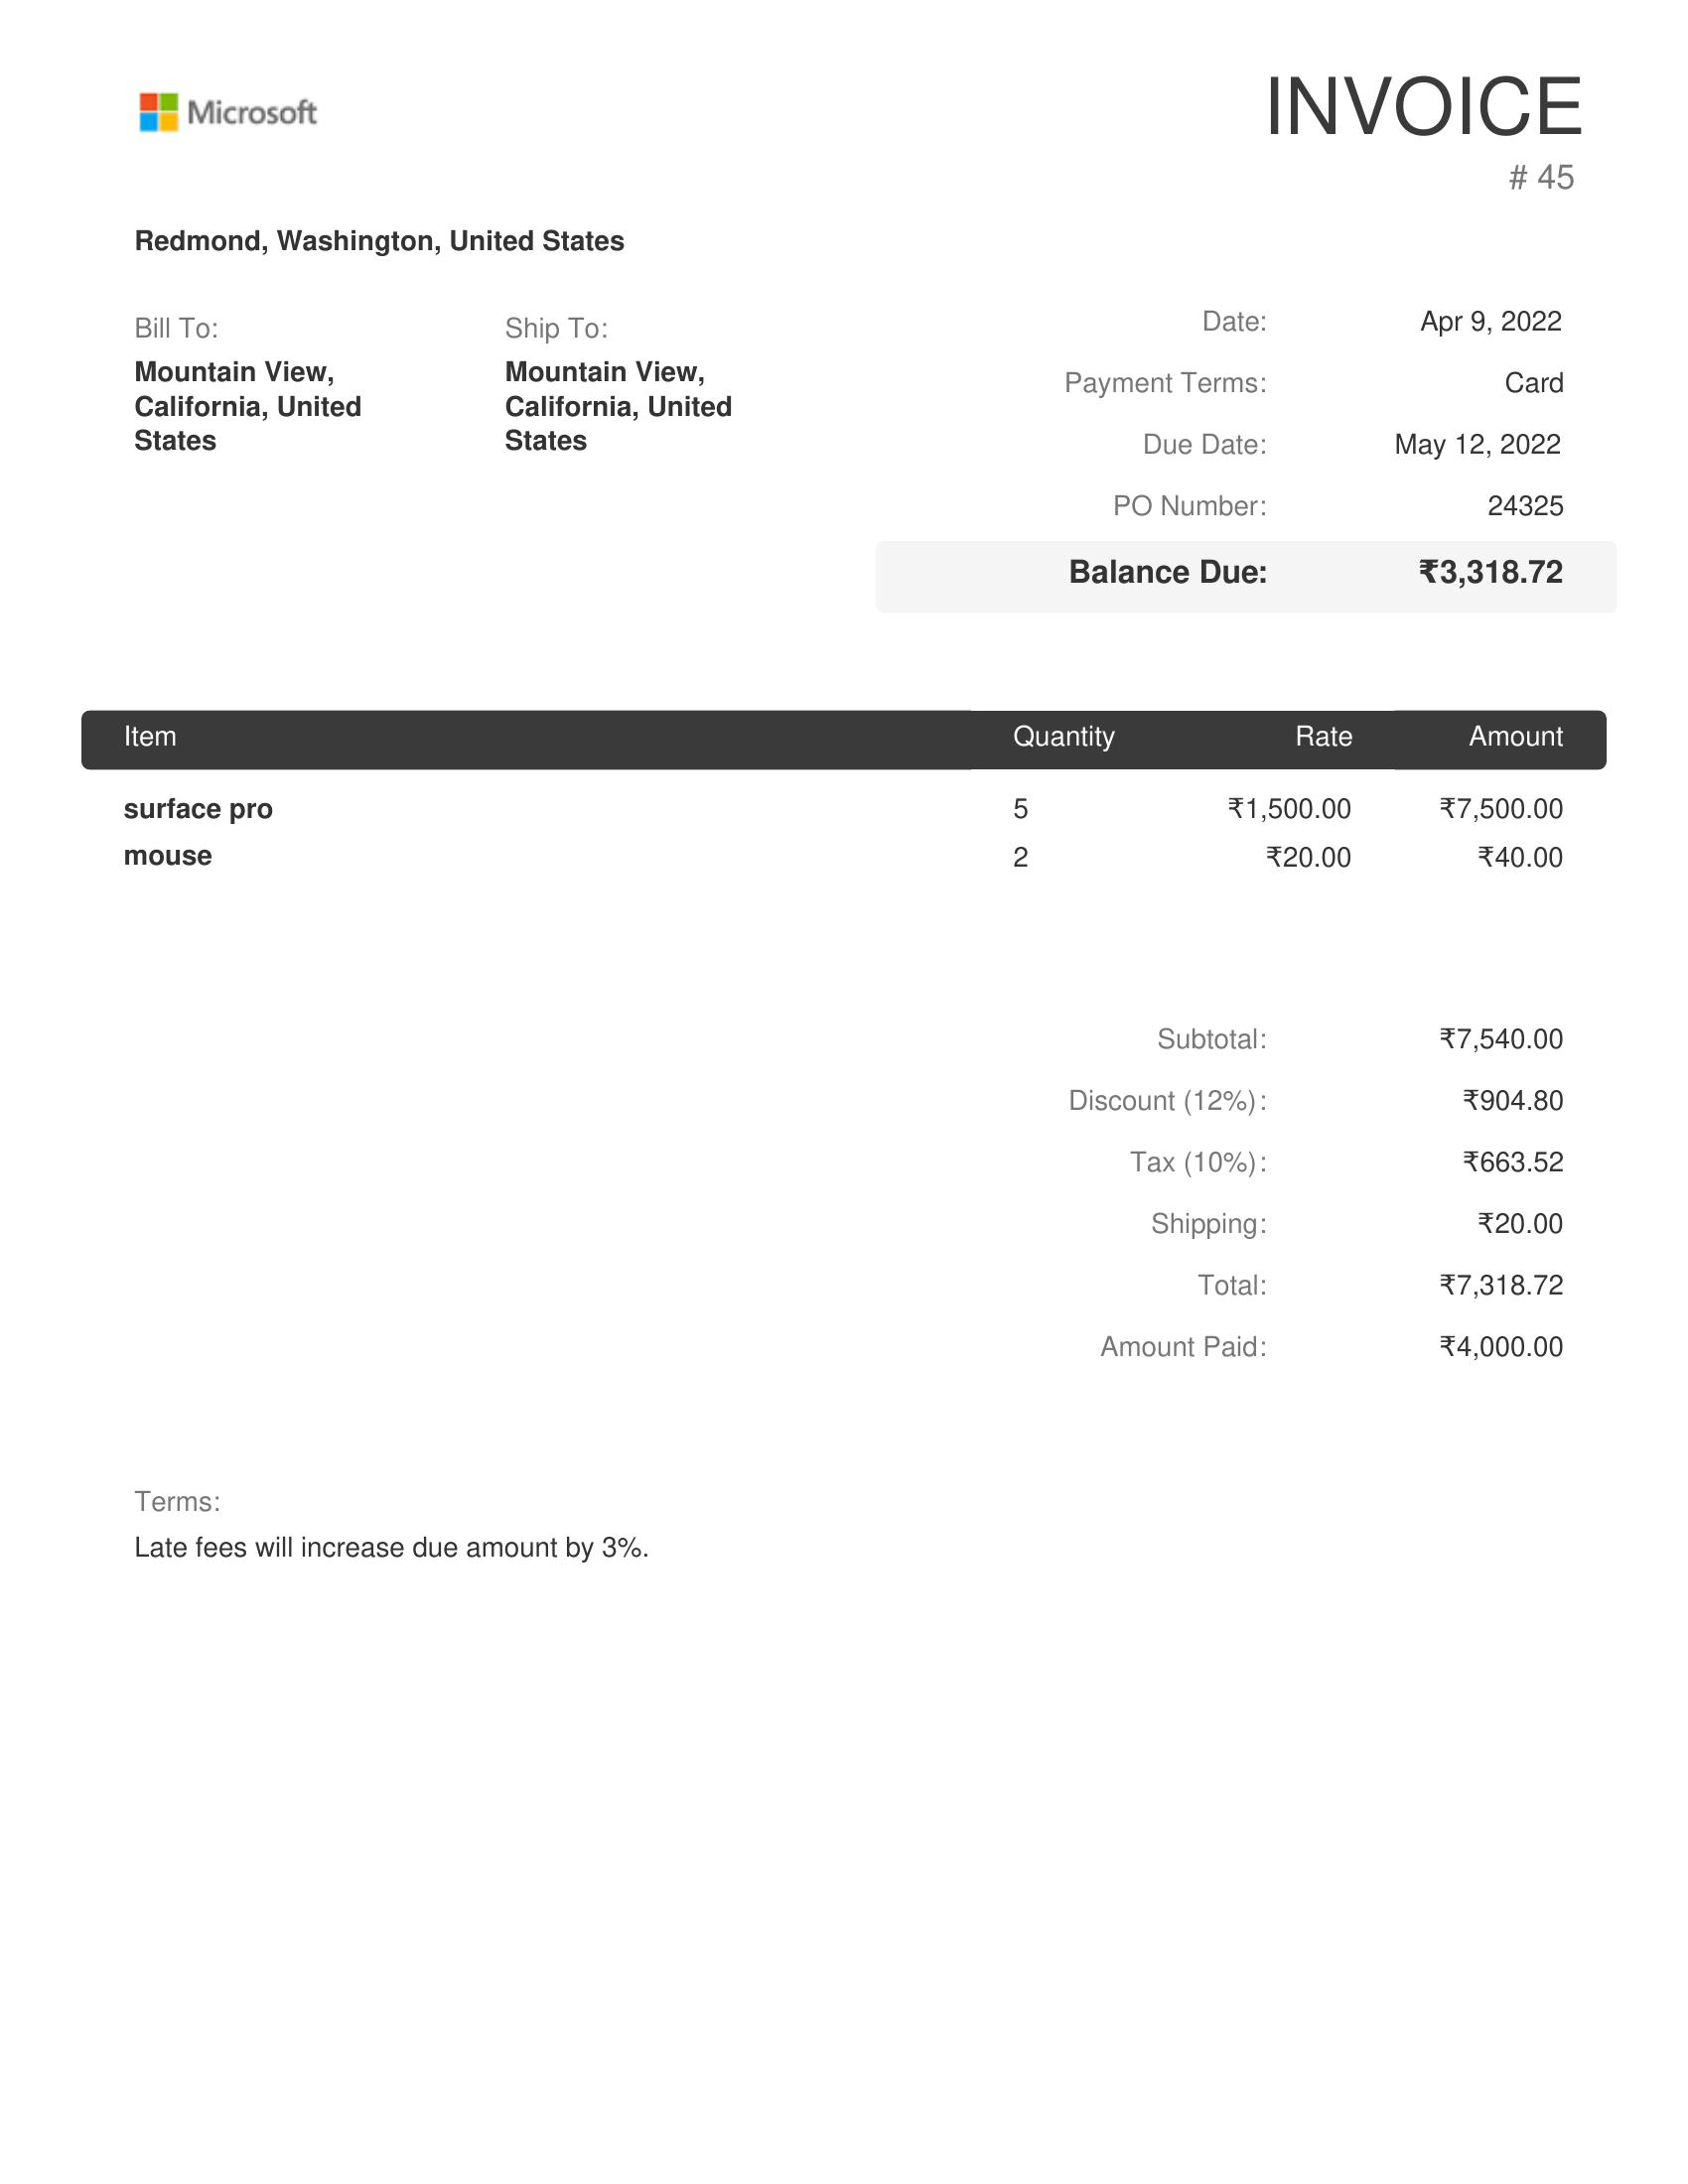 Microsoft
INVOICE
# 45
Redmond, Washington, United States
Bill To:
Mountain View,
California, United
States
Ship To:
Mountain View,
California, United
States
Date: Apr 9, 2022
Payment Terms: Card
Due Date: May 12, 2022
PO Number: 24325
Balance Due: ₹3,318.72
Item Quantity Rate Amount
surface pro 5 ₹1,500.00 ₹7,500.00
mouse 2 ₹20.00 ₹40.00
Subtotal: ₹7,540.00
Discount (12%): ₹904.80
Tax (10%): ₹663.52
Shipping: ₹20.00
Total: ₹7,318.72
Amount Paid: ₹4,000.00
Terms:
Late fees will increase due amount by 3%.